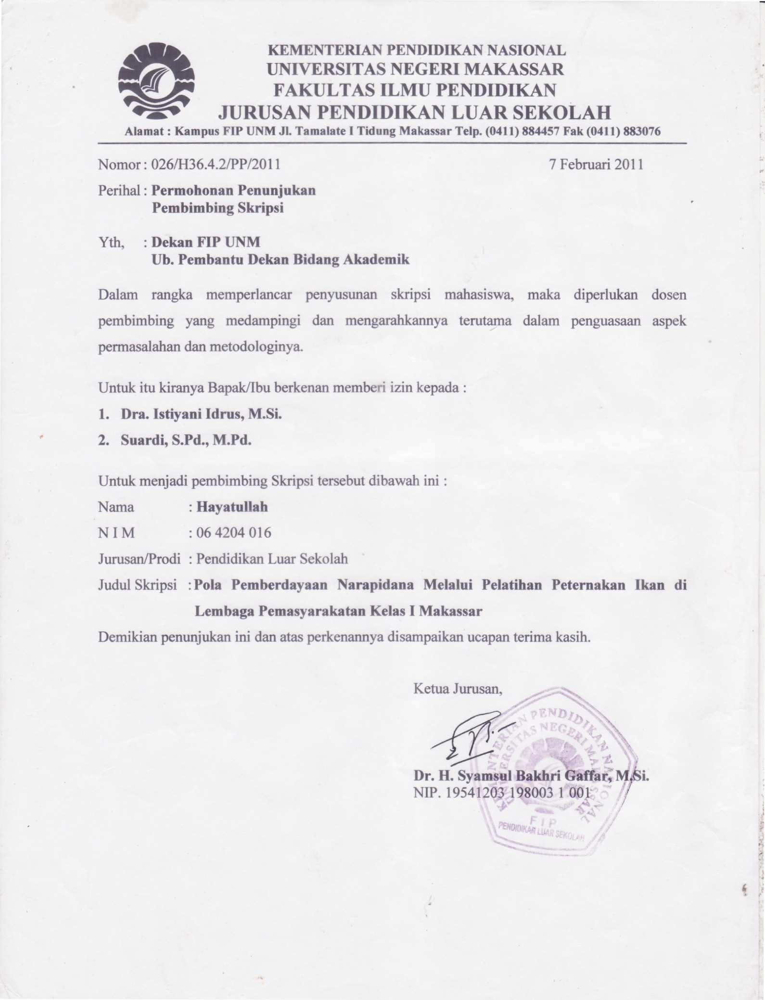 KEMENTERIAN PENDIDIKAN NASIONAL
UNIVERSITAS NEGERI MAKASSAR
FAKULTAS ILMU PENDIDIKAN
JURUSAN PENDIDIKAN LUAR SEKOLAH
Alamat : Kampus FIP UNM Jl. Tamalate I Tidung Makassar Telp. (0411) 884457 Fak (0411) 883076
Nomor : 026/H36.4.2/PP/2011 7 Februari 2011
Perihal : Permohonan Penunjukan
Pembimbing Skripsi
Yth, : Dekan FIP UNM
Ub. Pembantu Dekan Bidang Akademik
Dalam rangka memperlancar penyusunan skripsi mahasiswa, maka diperlukan dosen
pembimbing yang medampingi dan mengarahkannya terutama dalam penguasaan aspek
permasalahan dan metodologinya.
Untuk itu kiranya Bapak/Ibu berkenan memberi izin kepada :
1. Dra. Istiyani Idrus, M.Si.
2. Suardi, S.Pd., M.Pd.
Untuk menjadi pembimbing Skripsi tersebut dibawah ini :
Nama : Hayatullah
N I M : 06 4204 016
Jurusan/Prodi : Pendidikan Luar Sekolah
Judul Skripsi : Pola Pemberdayaan Narapidana Melalui Pelatihan Peternakan Ikan di
Lembaga Pemasyarakatan Kelas I Makassar
Demikian penunjukan ini dan atas perkenannya disampaikan ucapan terima kasih.
Ketua Jurusan,
Dr. H. Syamsul Bakhri Gaffar, M.Si.
NIP. 19541203 198003 1 001
KEMENTERIAN PENDIDIKAN NASIONAL
UNIVERSITAS NEGERI MAKASSAR
F I P
PENDIDIKAN LUAR SEKOLAH